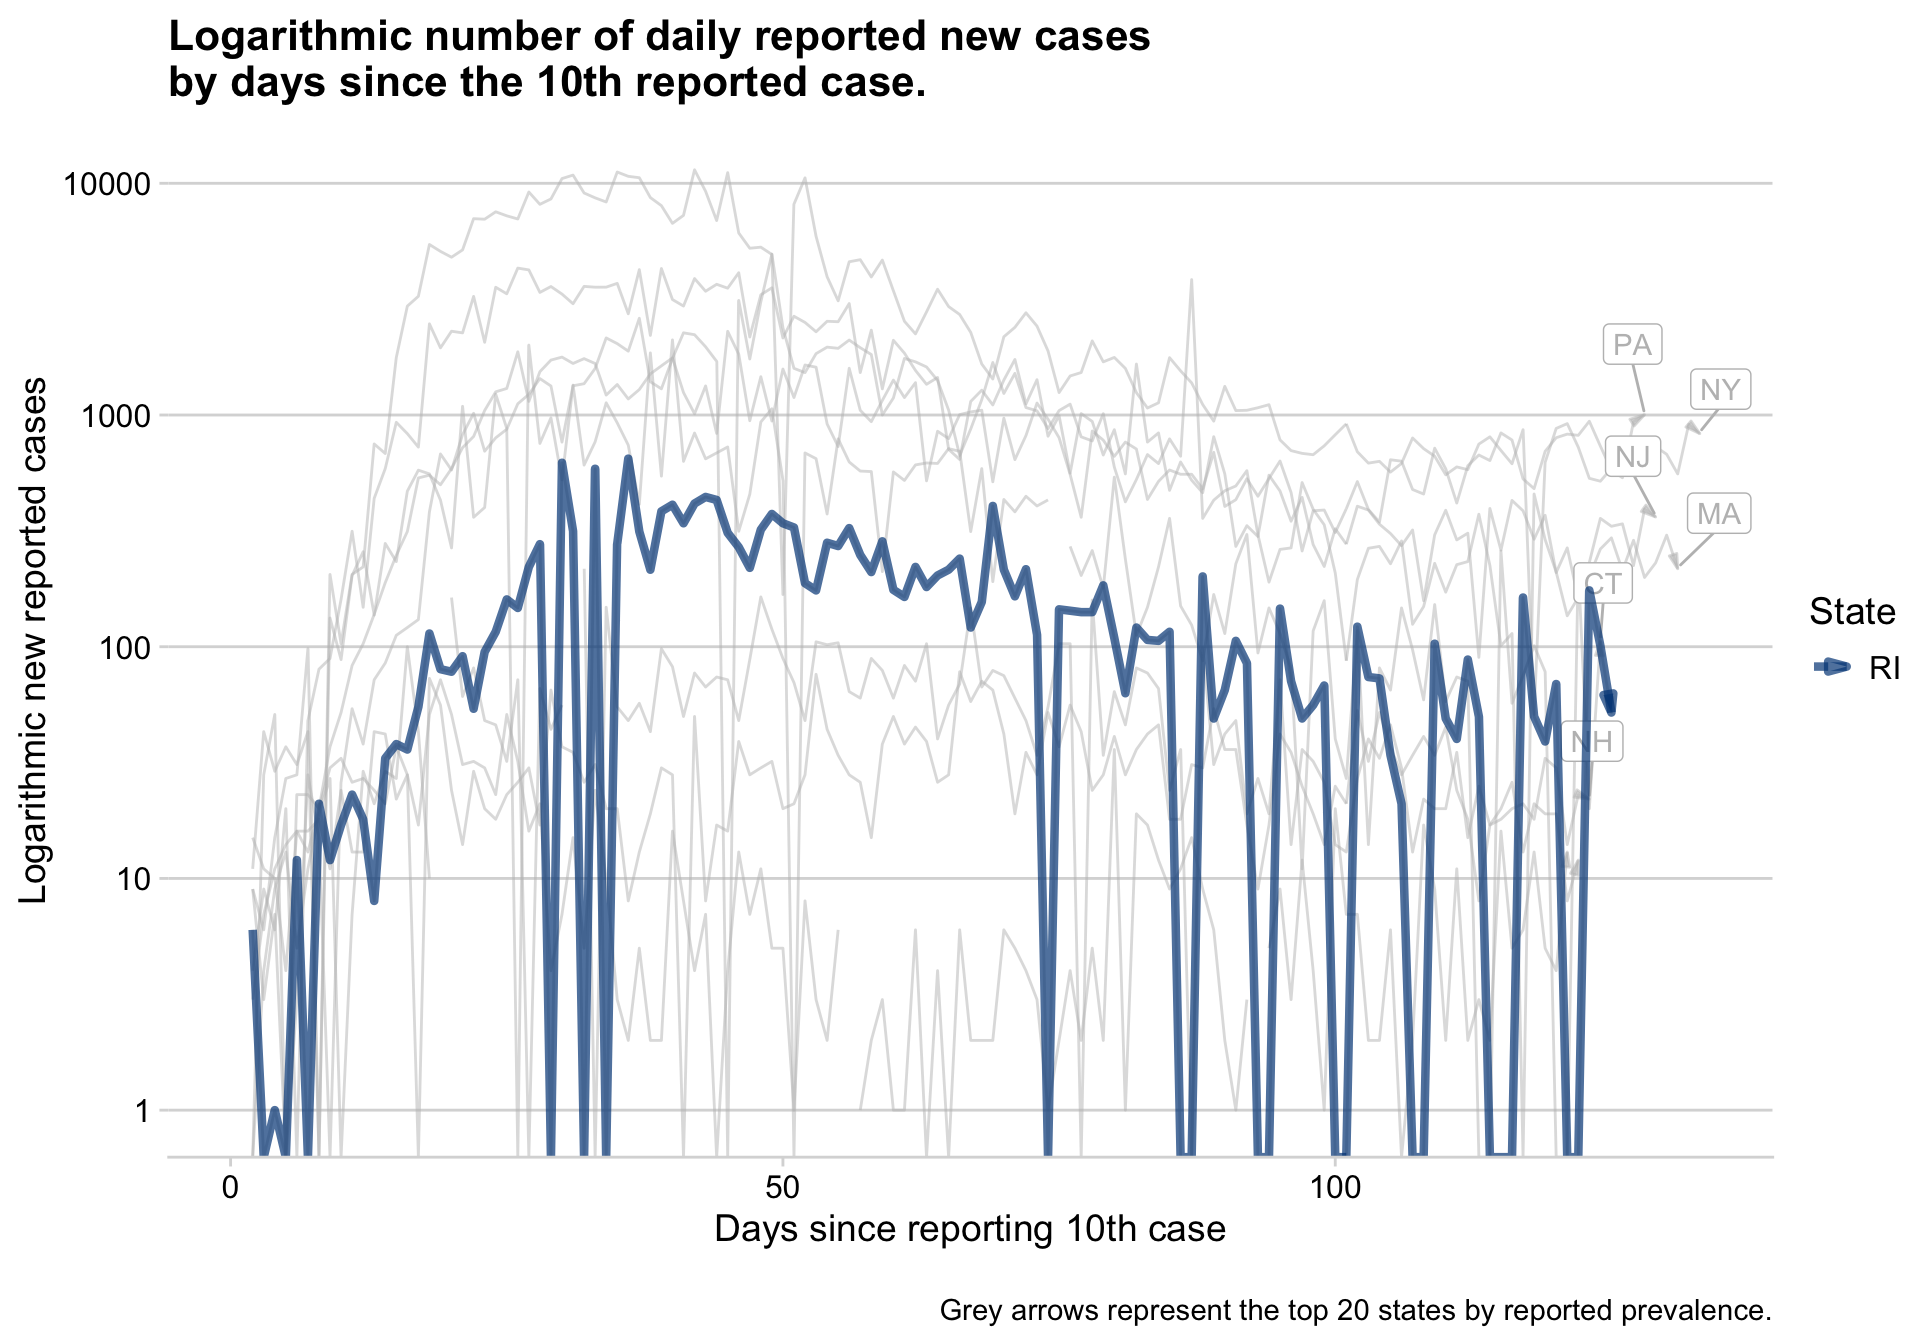 Logarithmic number of daily reported new cases
by days since the 10th reported case.
Logarithmic new reported cases
10000
1000
100
10
1
PA
NY
NJ
MA
CT
NH
State
RI
0
50
100
Days since reporting 10th case
Grey arrows represent the top 20 states by reported prevalence.